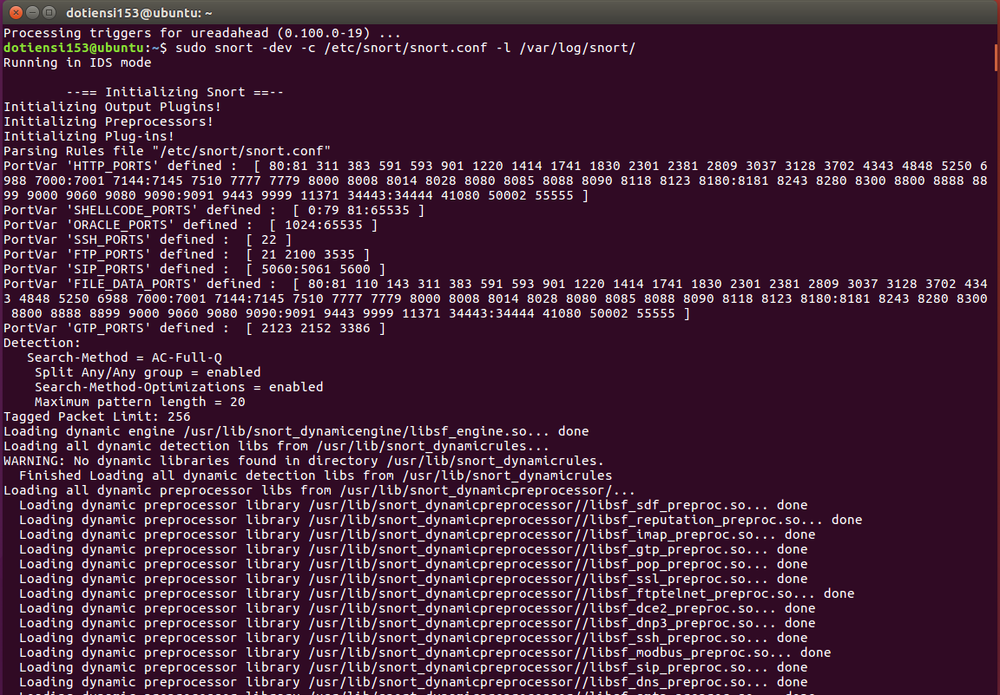 dotiensi153@ubuntu: ~
Processing triggers for ureadahead (0.100.0-19) ...
dotiensi153@ubuntu:~$ sudo snort -dev -c /etc/snort/snort.conf -l /var/log/snort/
Running in IDS mode
--== Initializing Snort ==--
Initializing Output Plugins!
Initializing Preprocessors!
Initializing Plug-ins!
Parsing Rules file "/etc/snort/snort.conf"
PortVar 'HTTP_PORTS' defined :  [ 80:81 311 383 591 593 901 1220 1414 1741 1830 2301 2381 2809 3037 3128 3702 4343 4848 5250 6
988 7000:7001 7144:7145 7510 7777 7779 8000 8008 8014 8028 8080 8085 8088 8090 8118 8123 8180:8181 8243 8280 8300 8800 8888 88
99 9000 9060 9080 9090:9091 9443 9999 11371 34443:34444 41080 50002 55555 ]
PortVar 'SHELLCODE_PORTS' defined :  [ 0:79 81:65535 ]
PortVar 'ORACLE_PORTS' defined :  [ 1024:65535 ]
PortVar 'SSH_PORTS' defined :  [ 22 ]
PortVar 'FTP_PORTS' defined :  [ 21 2100 3535 ]
PortVar 'SIP_PORTS' defined :  [ 5060:5061 5600 ]
PortVar 'FILE_DATA_PORTS' defined :  [ 80:81 110 143 311 383 591 593 901 1220 1414 1741 1830 2301 2381 2809 3037 3128 3702 434
3 4848 5250 6988 7000:7001 7144:7145 7510 7777 7779 8000 8008 8014 8028 8080 8085 8088 8090 8118 8123 8180:8181 8243 8280 8300
8800 8888 8899 9000 9060 9080 9090:9091 9443 9999 11371 34443:34444 41080 50002 55555 ]
PortVar 'GTP_PORTS' defined :  [ 2123 2152 3386 ]
Detection:
Search-Method = AC-Full-Q
Split Any/Any group = enabled
Search-Method-Optimizations = enabled
Maximum pattern length = 20
Tagged Packet Limit: 256
Loading dynamic engine /usr/lib/snort_dynamicengine/libsf_engine.so... done
Loading all dynamic detection libs from /usr/lib/snort_dynamicrules...
WARNING: No dynamic libraries found in directory /usr/lib/snort_dynamicrules.
Finished Loading all dynamic detection libs from /usr/lib/snort_dynamicrules
Loading all dynamic preprocessor libs from /usr/lib/snort_dynamicpreprocessor/...
Loading dynamic preprocessor library /usr/lib/snort_dynamicpreprocessor//libsf_sdf_preproc.so... done
Loading dynamic preprocessor library /usr/lib/snort_dynamicpreprocessor//libsf_reputation_preproc.so... done
Loading dynamic preprocessor library /usr/lib/snort_dynamicpreprocessor//libsf_imap_preproc.so... done
Loading dynamic preprocessor library /usr/lib/snort_dynamicpreprocessor//libsf_gtp_preproc.so... done
Loading dynamic preprocessor library /usr/lib/snort_dynamicpreprocessor//libsf_pop_preproc.so... done
Loading dynamic preprocessor library /usr/lib/snort_dynamicpreprocessor//libsf_ssl_preproc.so... done
Loading dynamic preprocessor library /usr/lib/snort_dynamicpreprocessor//libsf_ftptelnet_preproc.so... done
Loading dynamic preprocessor library /usr/lib/snort_dynamicpreprocessor//libsf_dce2_preproc.so... done
Loading dynamic preprocessor library /usr/lib/snort_dynamicpreprocessor//libsf_dnp3_preproc.so... done
Loading dynamic preprocessor library /usr/lib/snort_dynamicpreprocessor//libsf_ssh_preproc.so... done
Loading dynamic preprocessor library /usr/lib/snort_dynamicpreprocessor//libsf_modbus_preproc.so... done
Loading dynamic preprocessor library /usr/lib/snort_dynamicpreprocessor//libsf_sip_preproc.so... done
Loading dynamic preprocessor library /usr/lib/snort_dynamicpreprocessor//libsf_dns_preproc.so... done